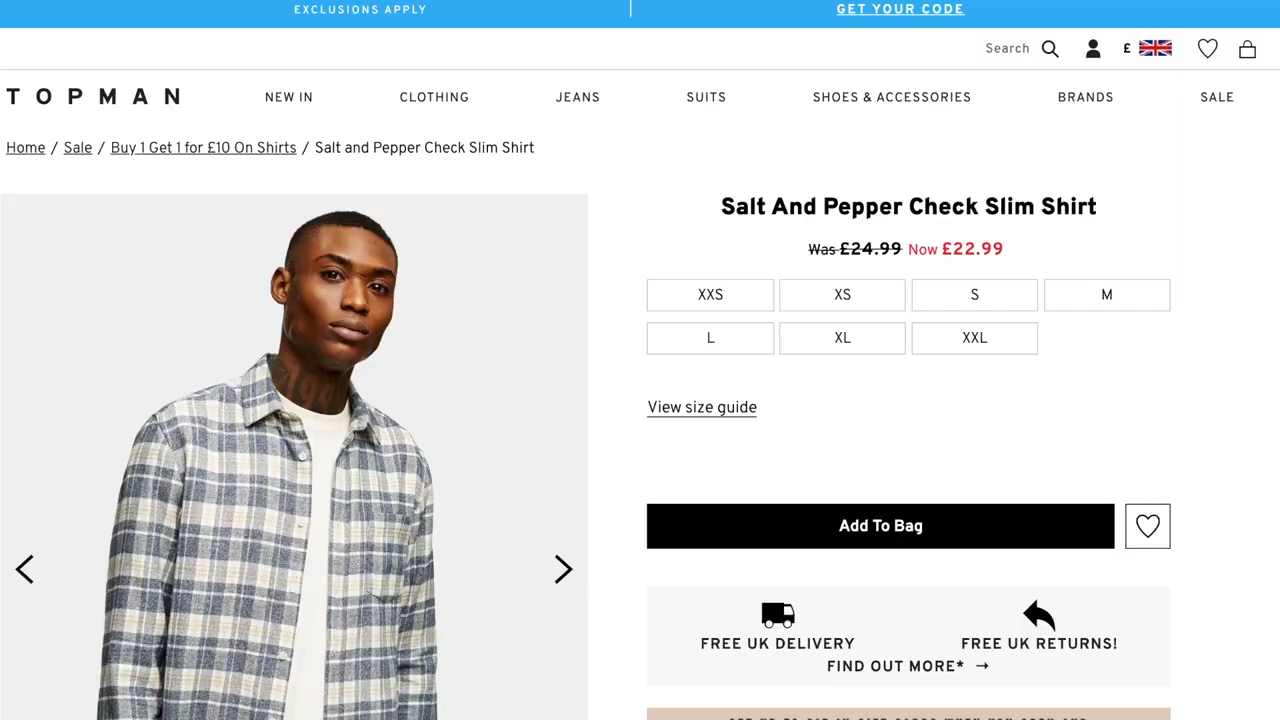 EXCLUSIONS APPLY
GET YOUR CODE
Search
£
TOPMAN
NEW IN
CLOTHING
JEANS
SUITS
SHOES & ACCESSORIES
BRANDS
SALE
Home / Sale / Buy 1 Get 1 for £10 On Shirts / Salt and Pepper Check Slim Shirt
Salt And Pepper Check Slim Shirt
Was £24.99 Now £22.99
XXS XS S M
L XL XXL
View size guide
Add To Bag
FREE UK DELIVERY
FREE UK RETURNS!
FIND OUT MORE* →